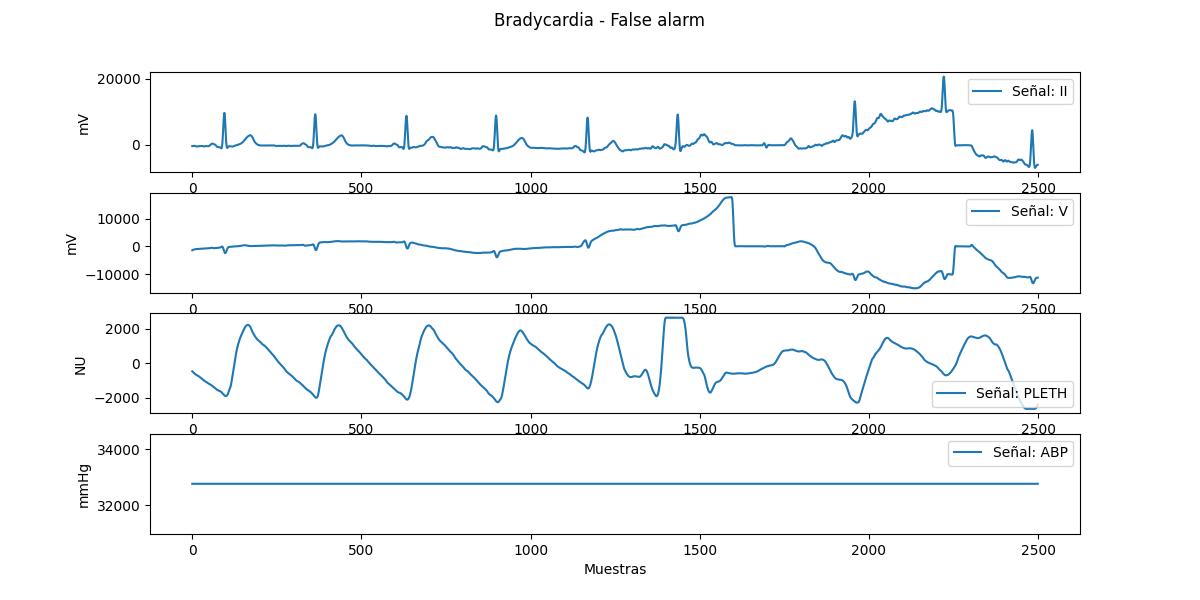 Bradycardia - False alarm
20000
0
mV
Señal: II
0 500 1000 1500 2000 2500
10000
0
−10000
mV
Señal: V
0 500 1000 1500 2000 2500
2000
0
−2000
NU
Señal: PLETH
0 500 1000 1500 2000 2500
34000
32000
mmHg
Señal: ABP
0 500 1000 1500 2000 2500
Muestras